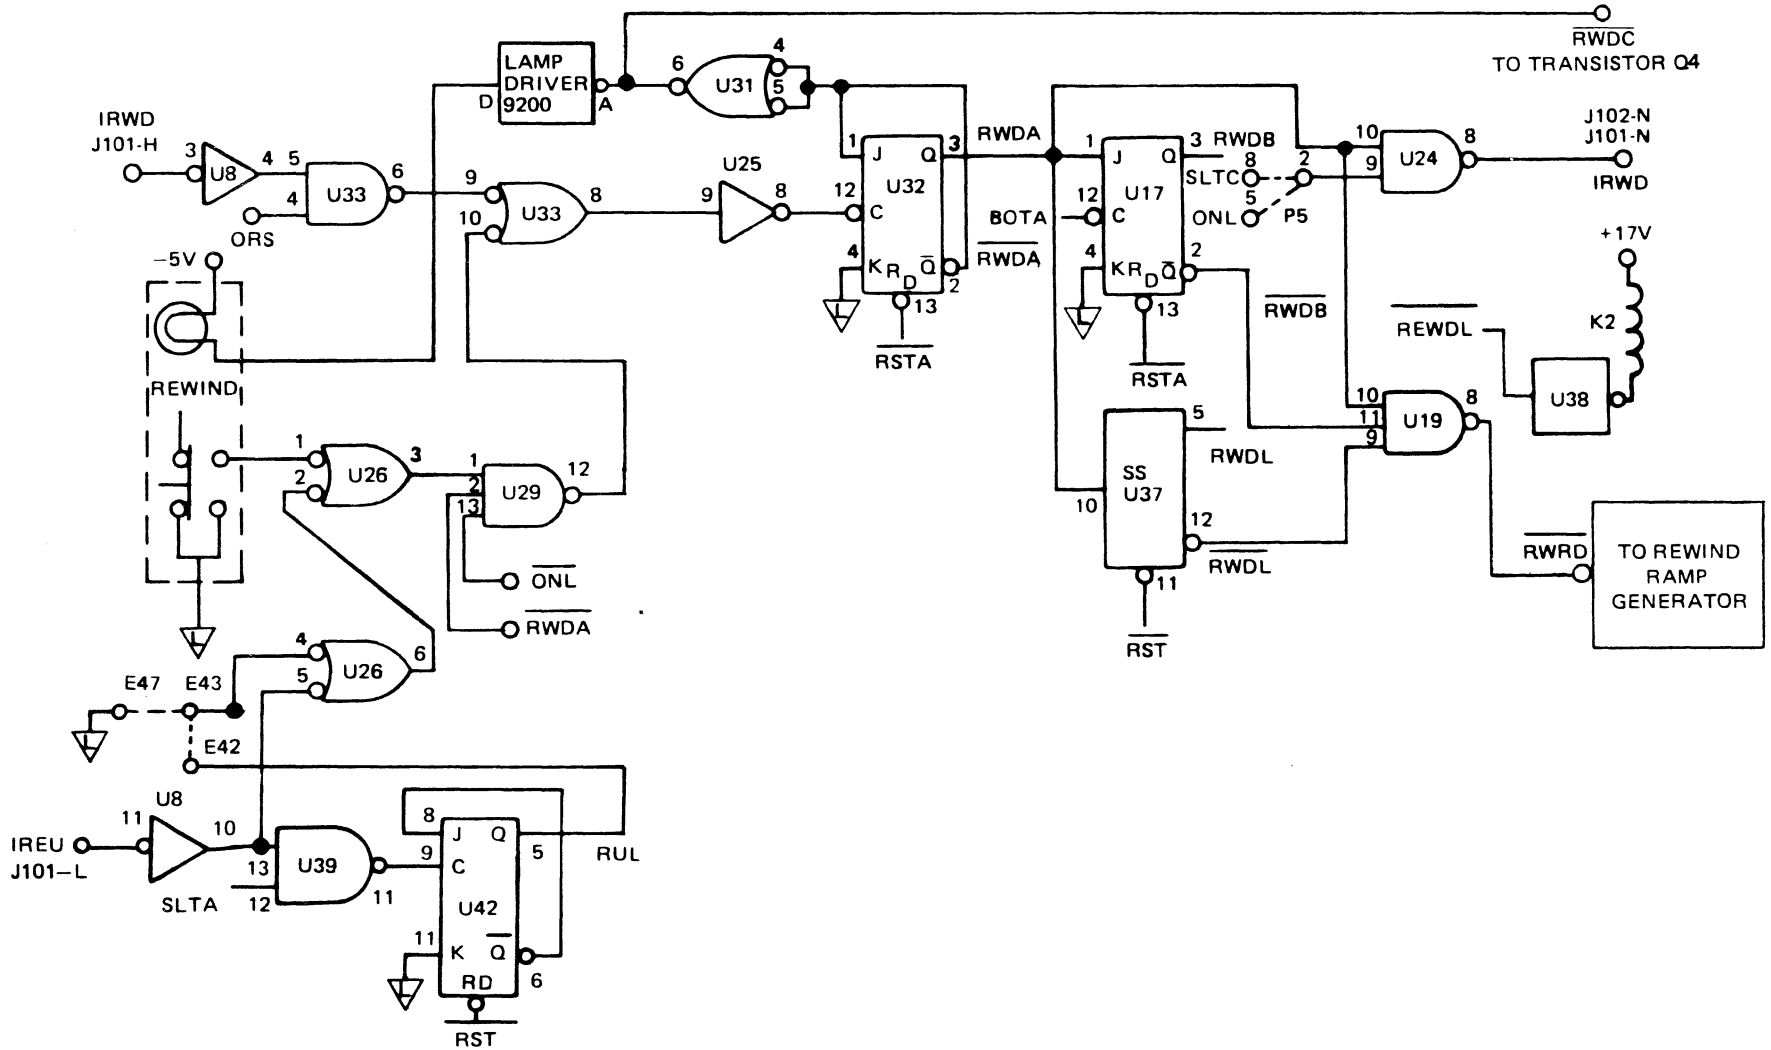 RWDC
TO TRANSISTOR Q4
LAMP
DRIVER
9200
D
A
6
U31
4
5
IRWD
J101-H
3
U8
4
5
4
U33
6
ORS
9
10
U33
8
U25
9
8
1
J
Q
3
12
C
U32
4
K
RD
Q
2
13
RSTA
RWDA
RWDA
1
J
Q
3
RWDB
U17
BOTA
12
C
4
K
RD
Q
2
13
RSTA
RWDB
SLTC
8
ONL
5
2
P5
10
9
U24
8
J102-N
J101-N
IRWD
+17V
K2
REWDL
U38
10
11
9
U19
8
SS
U37
5
RWDL
10
12
RWDL
11
RST
RWRD
TO REWIND
RAMP
GENERATOR
-5V
REWIND
1
2
U26
3
1
2
13
U29
12
ONL
RWDA
4
5
U26
6
E47
E43
E42
IREU
J101-L
11
U8
10
13
12
SLTA
U39
11
8
J
Q
5
RUL
9
C
U42
11
K
Q
6
RD
RST
L
L
L
L
L